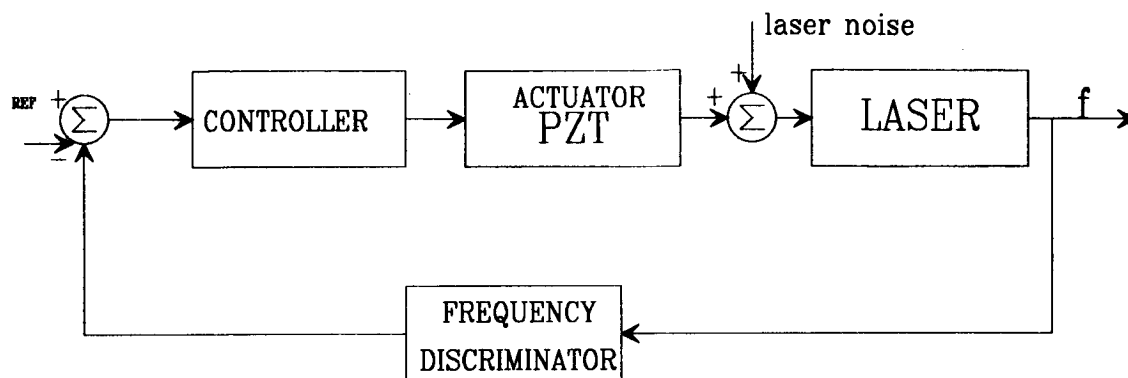 laser noise
REF
+
Σ
−
CONTROLLER
ACTUATOR
PZT
+
+
Σ
LASER
f
FREQUENCY
DISCRIMINATOR